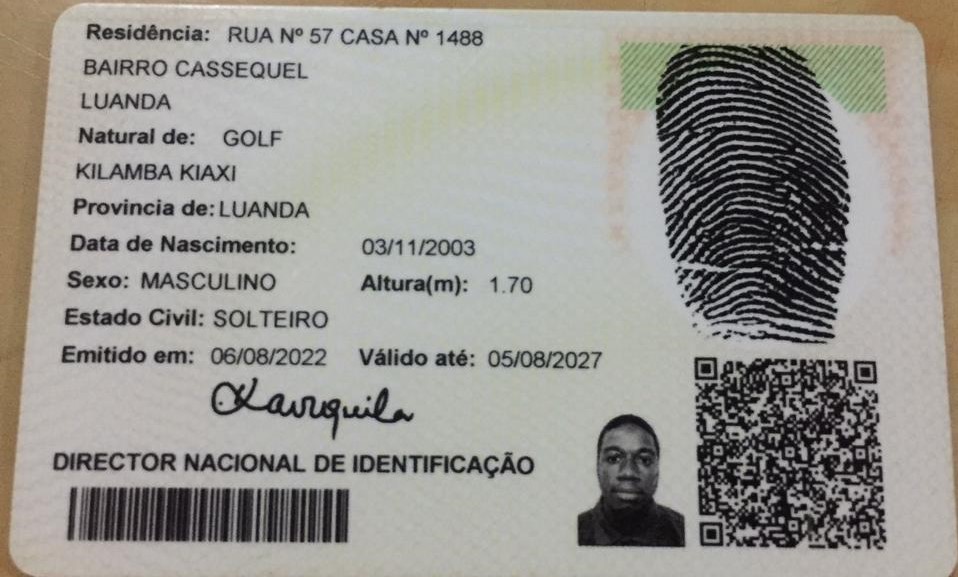 Residência: RUA Nº 57 CASA Nº 1488
BAIRRO CASSEQUEL
LUANDA
Natural de: GOLF
KILAMBA KIAXI
Provincia de: LUANDA
Data de Nascimento: 03/11/2003
Sexo: MASCULINO Altura(m): 1.70
Estado Civil: SOLTEIRO
Emitido em: 06/08/2022 Válido até: 05/08/2027
DIRECTOR NACIONAL DE IDENTIFICAÇÃO